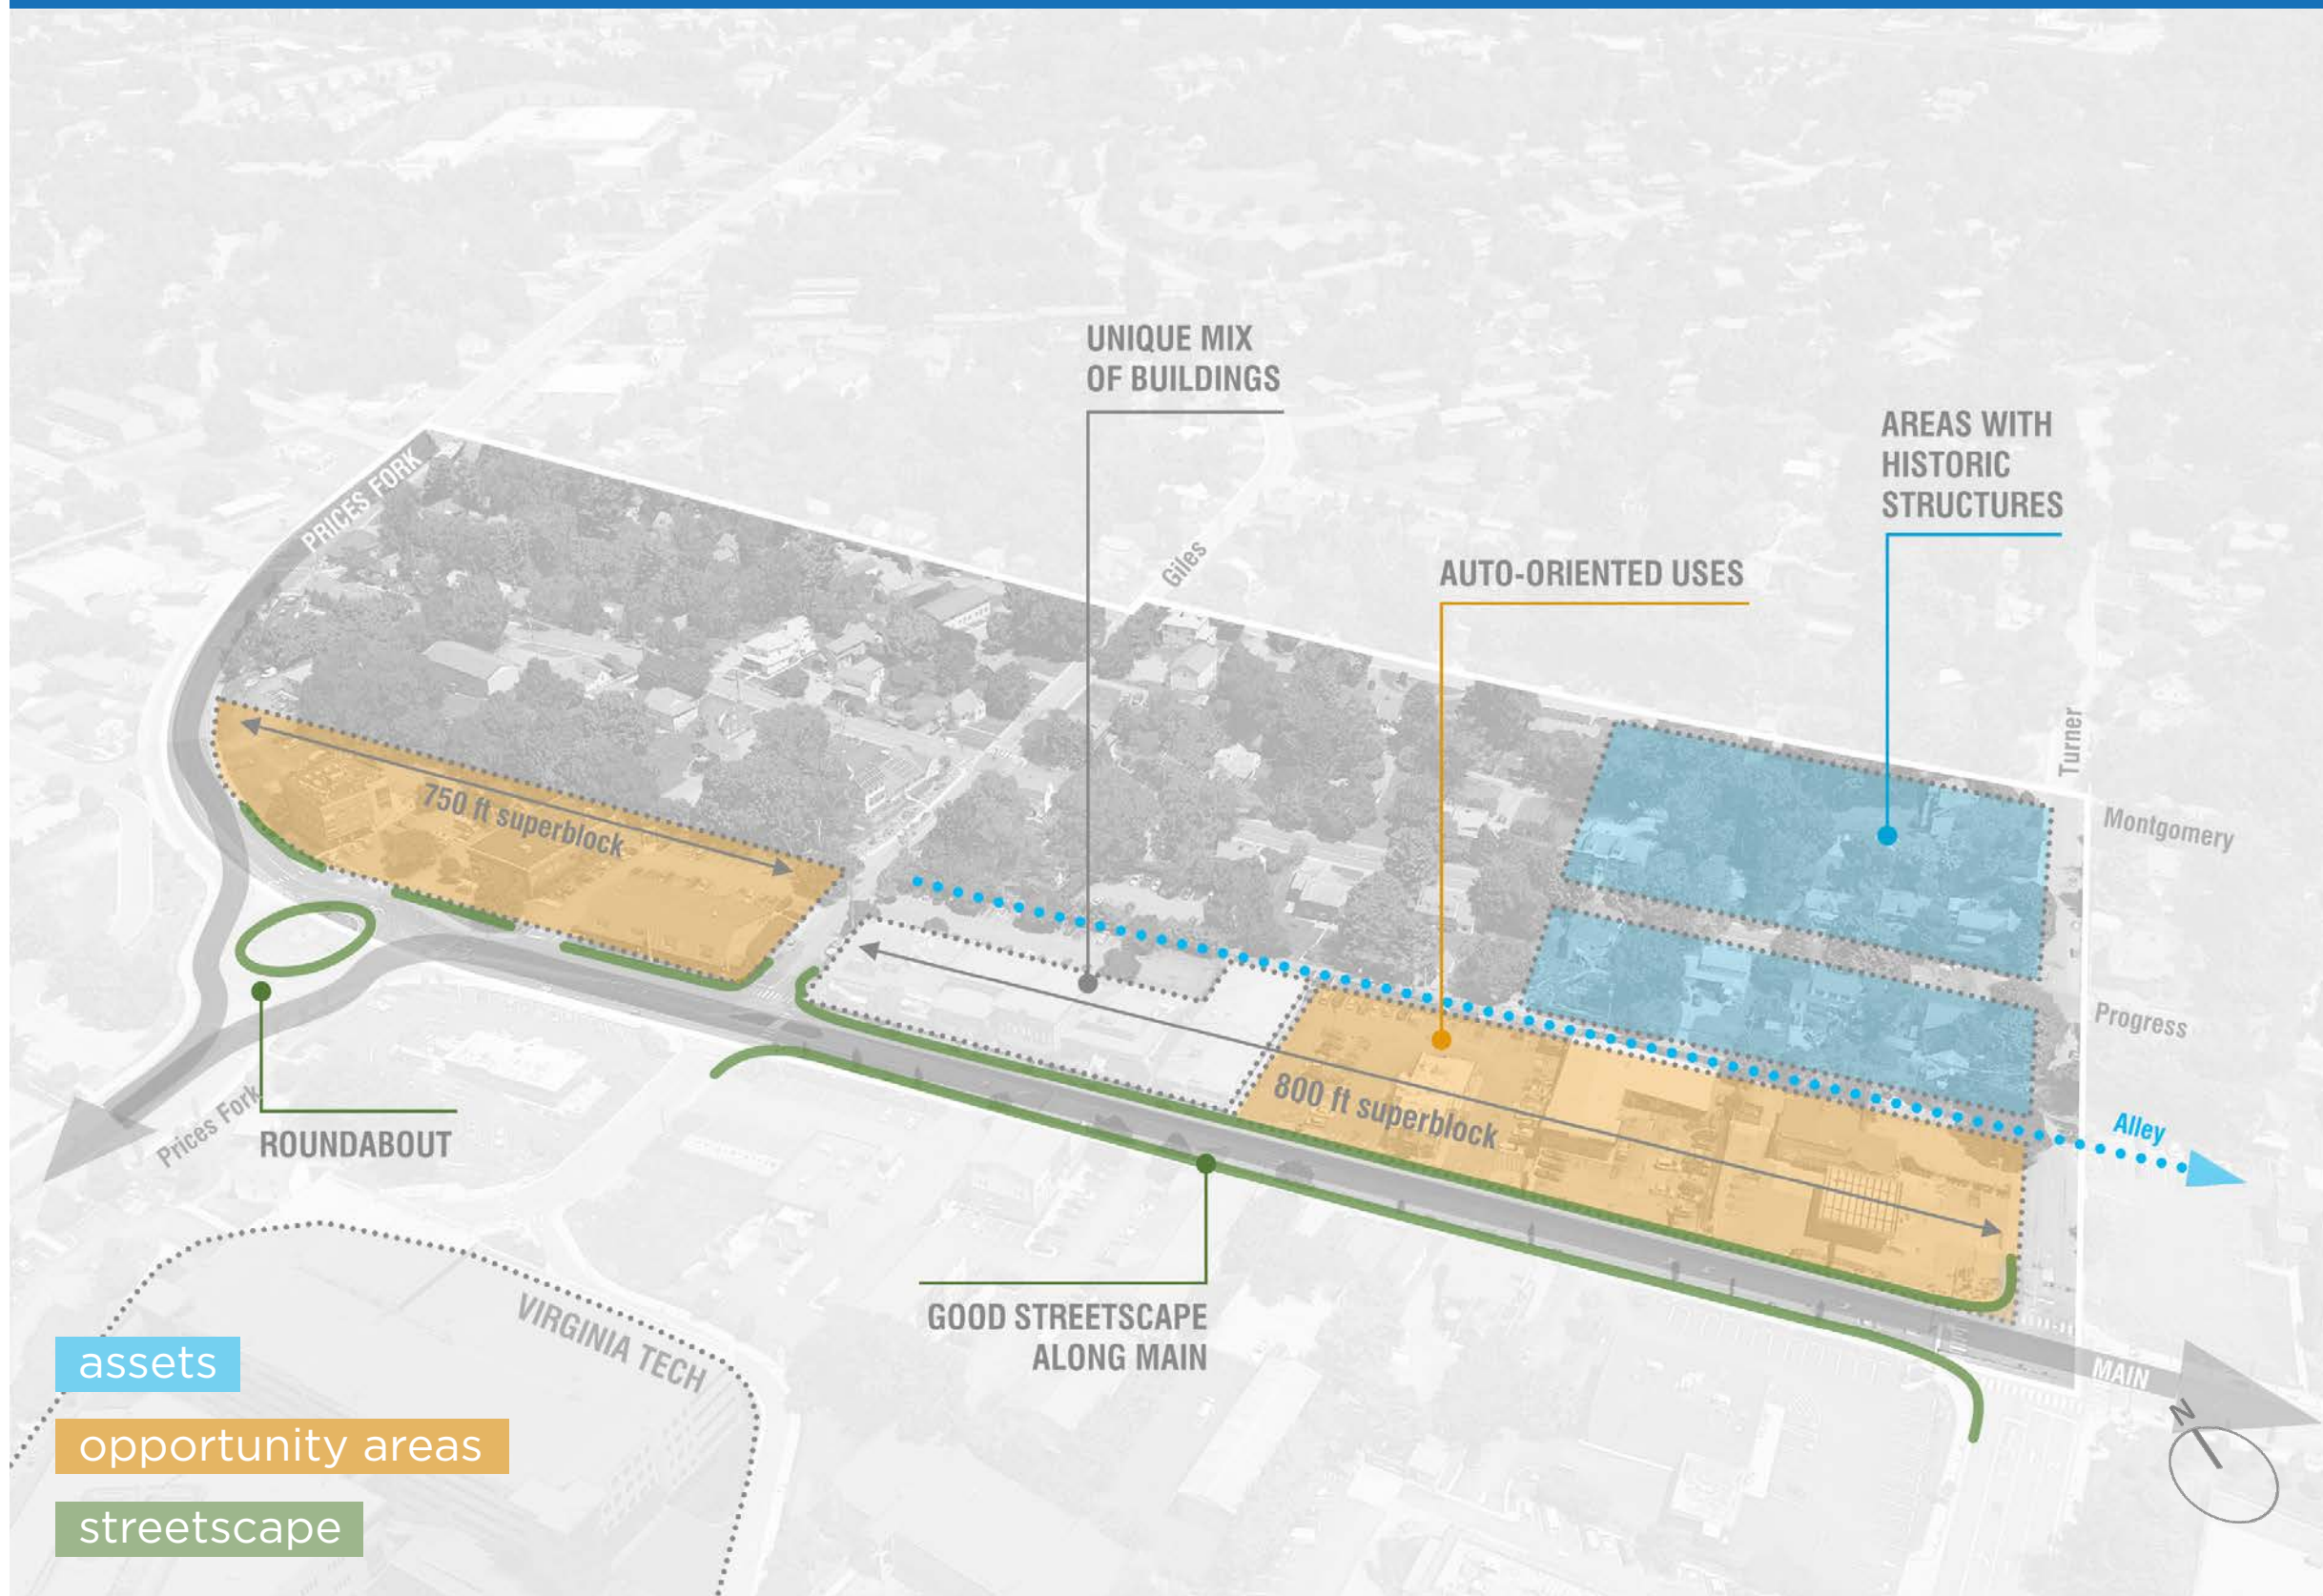 UNIQUE MIX
OF BUILDINGS
AREAS WITH
HISTORIC
STRUCTURES
PRICES FORK
Giles
AUTO-ORIENTED USES
Turner
750 ft superblock
Montgomery
Progress
800 ft superblock
Alley
Prices Fork
ROUNDABOUT
GOOD STREETSCAPE
ALONG MAIN
VIRGINIA TECH
MAIN
N
assets
opportunity areas
streetscape